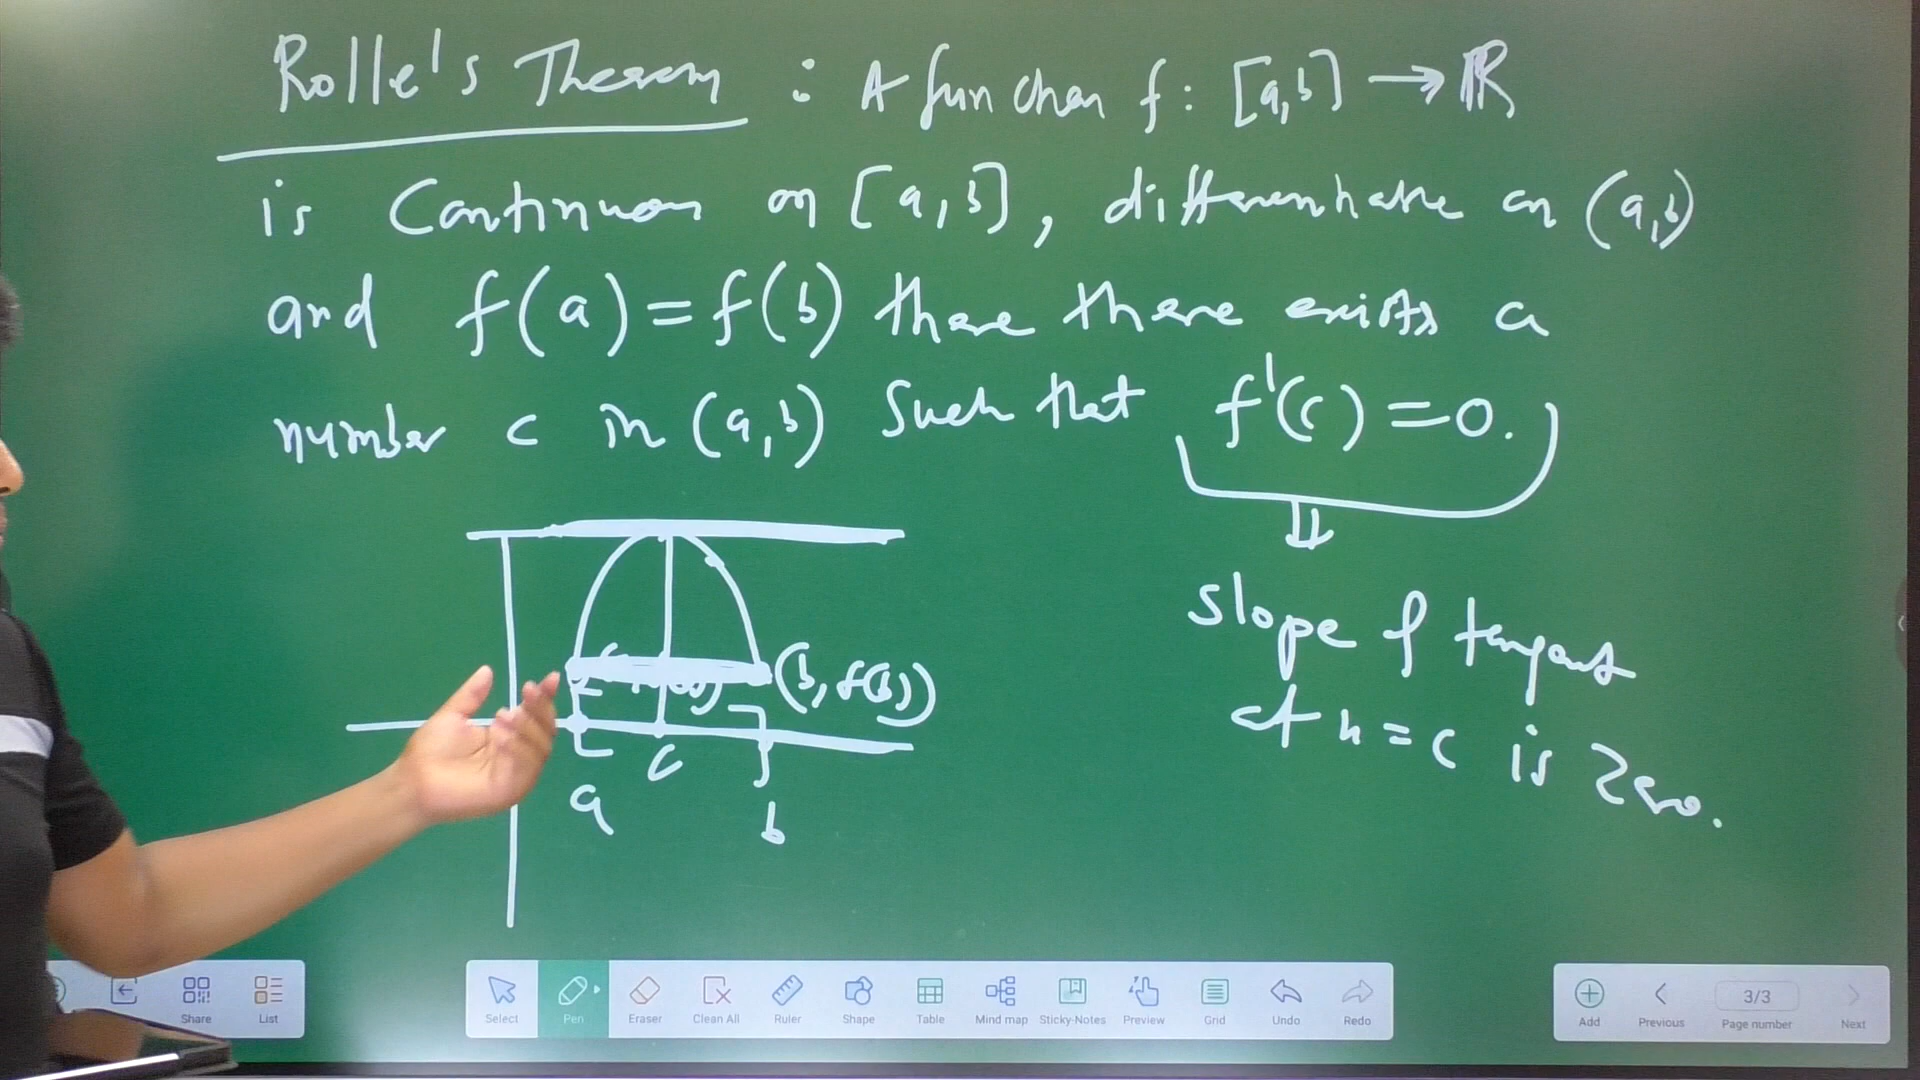 Rolle's Theorem : A function f: [a,b] → ℝ
is Continuous on [a,b], differentiable on (a,b)
and f(a) = f(b) there there exists a
number c in (a,b) such that f'(c) = 0.
⇓
slope of tangent
at x = c is zero.
(b, f(b))
a c b
Share List
Select Pen Eraser Clean All Ruler Shape Table Mind map Sticky-Notes Preview Grid Undo Redo
Add Previous 3/3 Page number Next